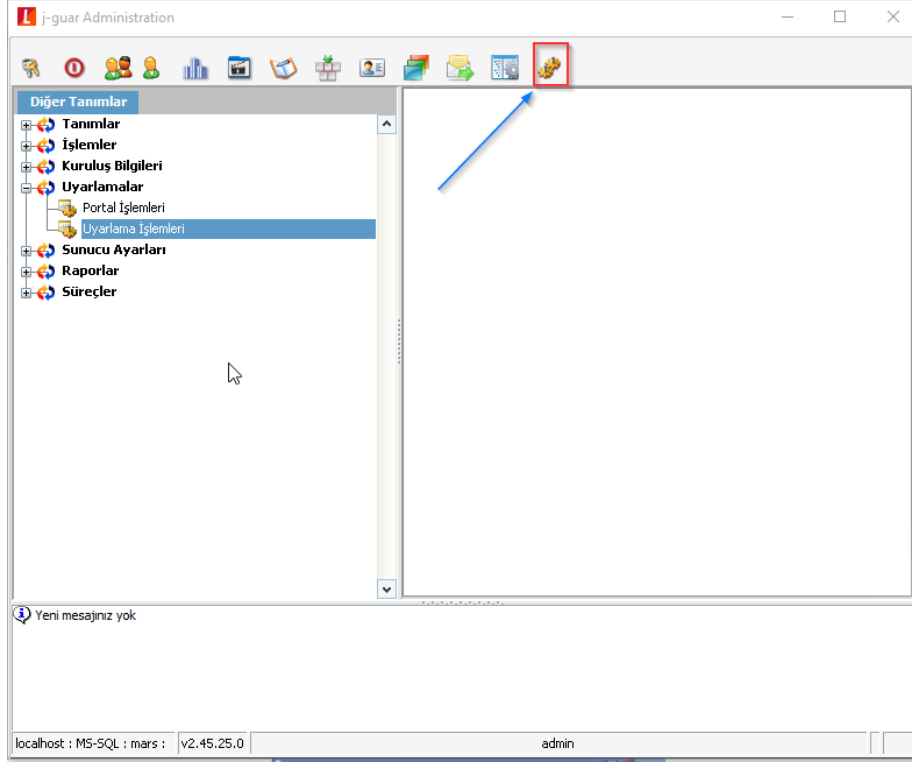 j-guar Administration
Diğer Tanımlar
Tanımlar
İşlemler
Kuruluş Bilgileri
Uyarlamalar
Portal İşlemleri
Uyarlama İşlemleri
Sunucu Ayarları
Raporlar
Süreçler
Yeni mesajınız yok
localhost : MS-SQL : mars : v2.45.25.0 admin